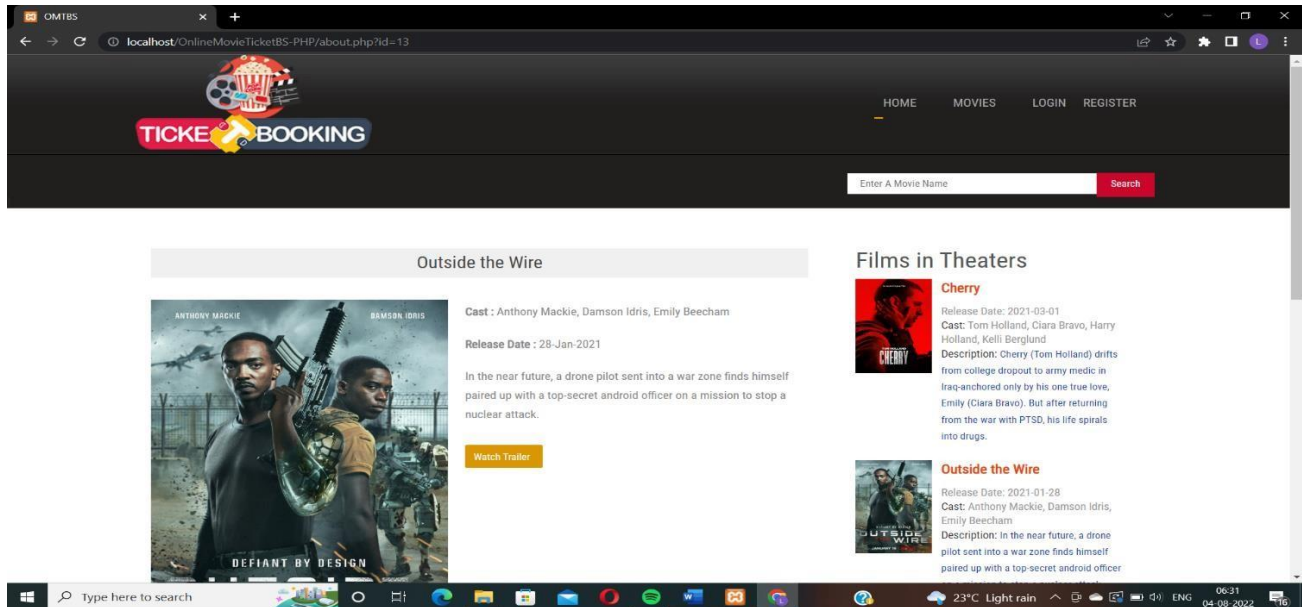 OMTBS
localhost/OnlineMovieTicketBS-PHP/about.php?id=13
L
TICKE BOOKING
HOME MOVIES LOGIN REGISTER
Enter A Movie Name Search
Outside the Wire
ANTHONY MACKIE DAMSON IDRIS
DEFIANT BY DESIGN
Cast : Anthony Mackie, Damson Idris, Emily Beecham
Release Date : 28-Jan-2021
In the near future, a drone pilot sent into a war zone finds himself
paired up with a top-secret android officer on a mission to stop a
nuclear attack.
Watch Trailer
Films in Theaters
CHERRY
Cherry
Release Date: 2021-03-01
Cast: Tom Holland, Ciara Bravo, Harry
Holland, Kelli Berglund
Description: Cherry (Tom Holland) drifts
from college dropout to army medic in
Iraq-anchored only by his one true love,
Emily (Ciara Bravo). But after returning
from the war with PTSD, his life spirals
into drugs.
OUTSIDE
WIRE
Outside the Wire
Release Date: 2021-01-28
Cast: Anthony Mackie, Damson Idris,
Emily Beecham
Description: In the near future, a drone
pilot sent into a war zone finds himself
paired up with a top-secret android officer
on a mission to stop a nuclear attack
Type here to search
23°C Light rain
ENG
06:31
04-08-2022
16